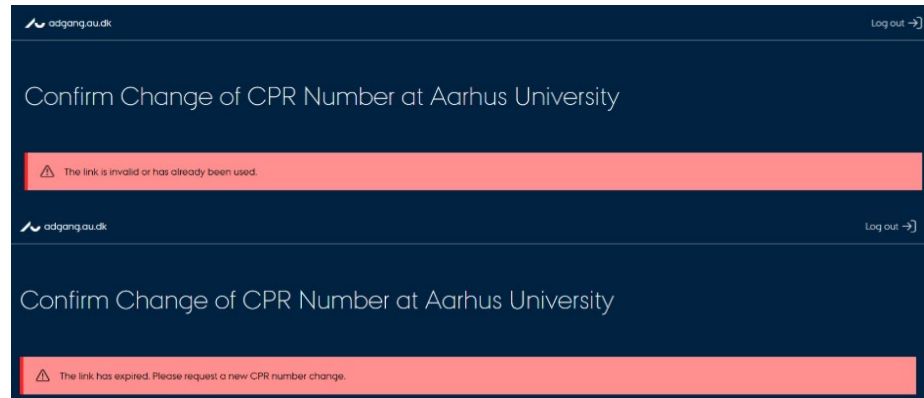 adgang.au.dk
Log out
Confirm Change of CPR Number at Aarhus University
The link is invalid or has already been used.
adgang.au.dk
Log out
Confirm Change of CPR Number at Aarhus University
The link has expired. Please request a new CPR number change.